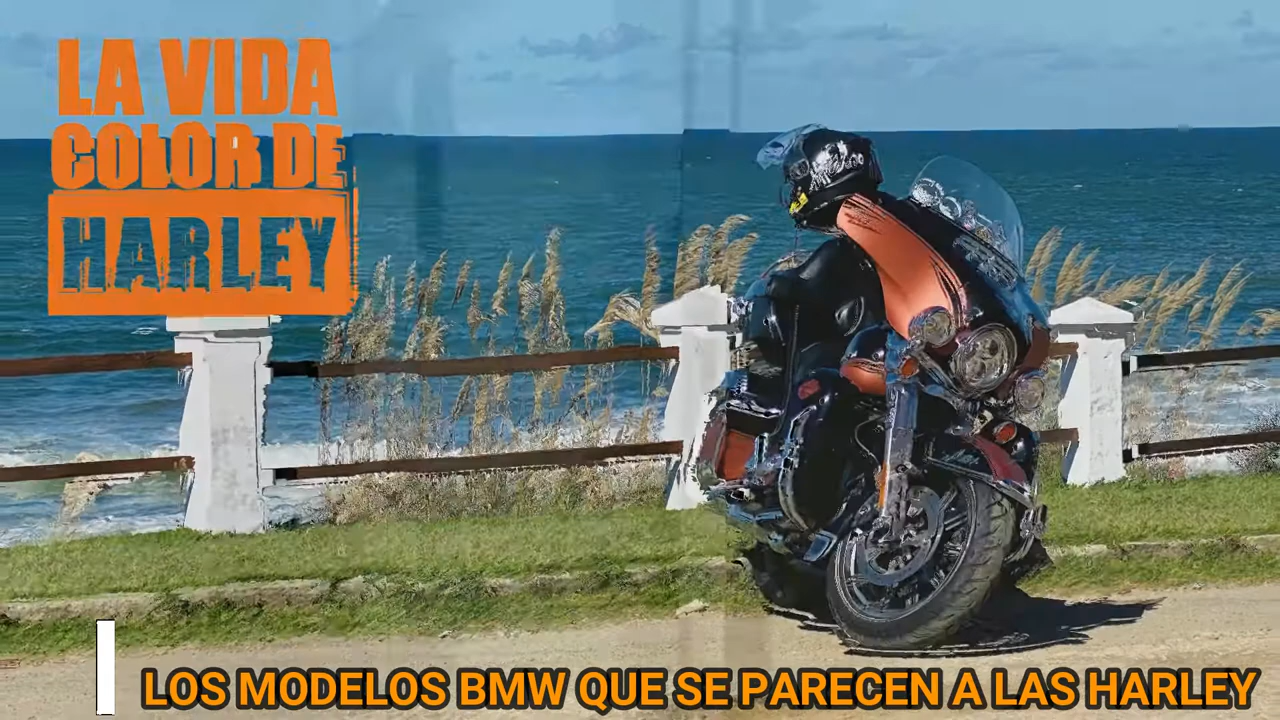 LA VIDA
COLOR DE
HARLEY
LOS MODELOS BMW QUE SE PARECEN A LAS HARLEY